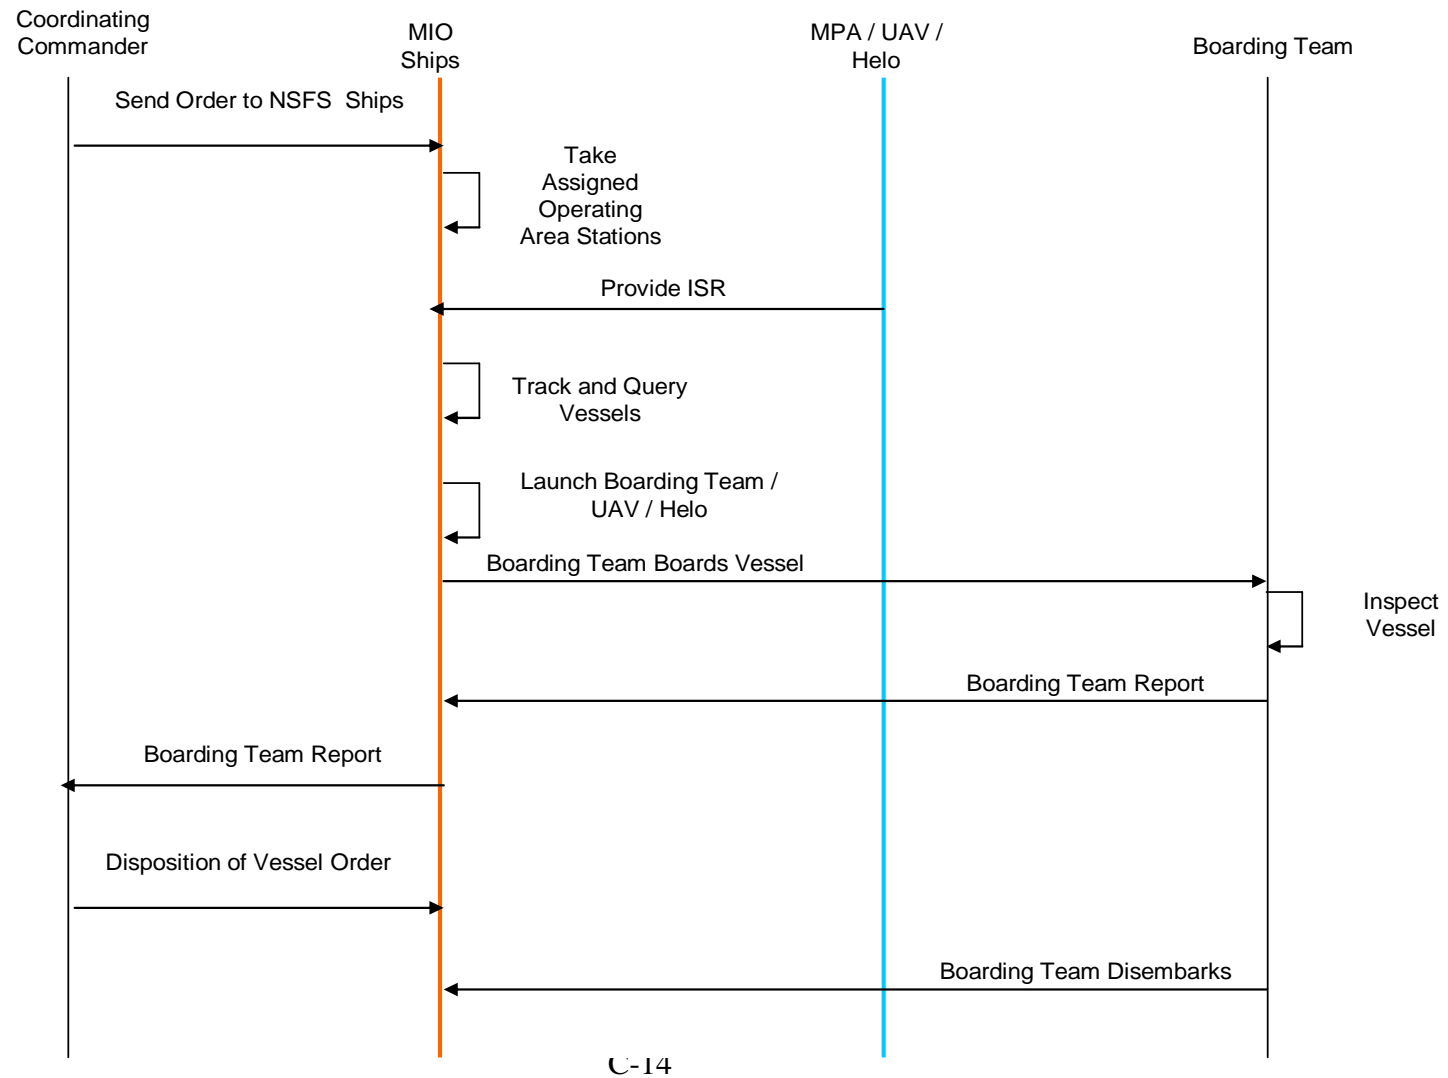 Coordinating
Commander
MIO
Ships
MPA / UAV /
Helo
Boarding Team
Send Order to NSFS  Ships
Take
Assigned
Operating
Area Stations
Provide ISR
Track and Query
Vessels
Launch Boarding Team /
UAV / Helo
Boarding Team Boards Vessel
Inspect
Vessel
Boarding Team Report
Boarding Team Report
Disposition of Vessel Order
Boarding Team Disembarks
C-14